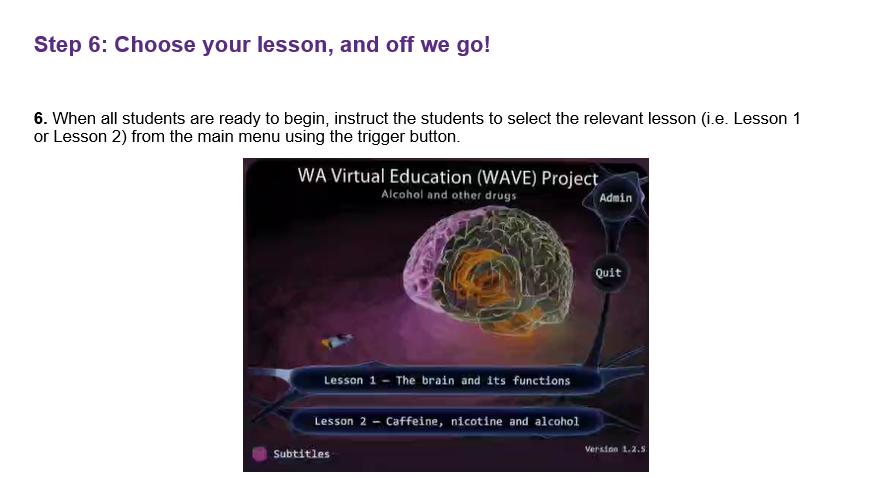 Step 6: Choose your lesson, and off we go!
6. When all students are ready to begin, instruct the students to select the relevant lesson (i.e. Lesson 1
or Lesson 2) from the main menu using the trigger button.
WA Virtual Education (WAVE) Project
Alcohol and other drugs
Admin
Quit
Lesson 1 – The brain and its functions
Lesson 2 – Caffeine, nicotine and alcohol
Subtitles
Version 1.2.5